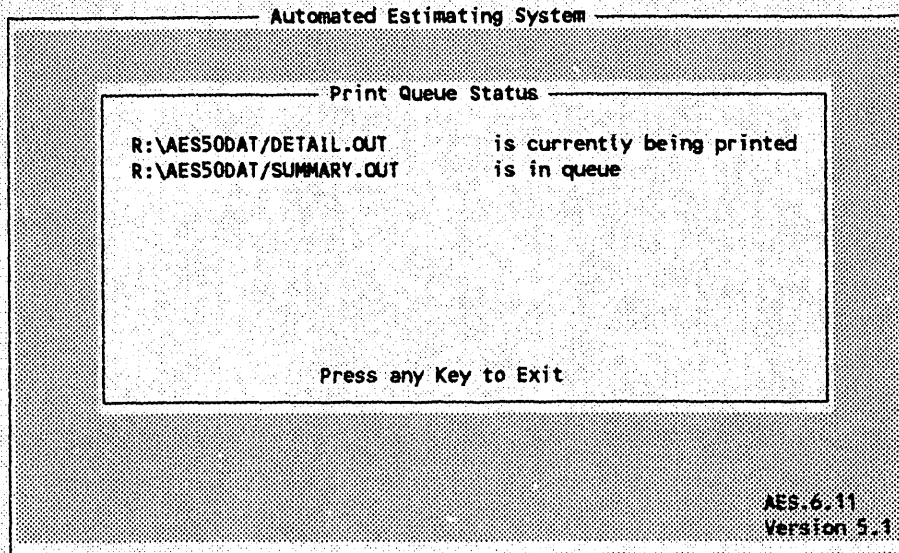 Automated Estimating System
Print Queue Status
R:\AES50DAT/DETAIL.OUT is currently being printed
R:\AES50DAT/SUMMARY.OUT is in queue
Press any Key to Exit
AES.6.11
Version 5.1